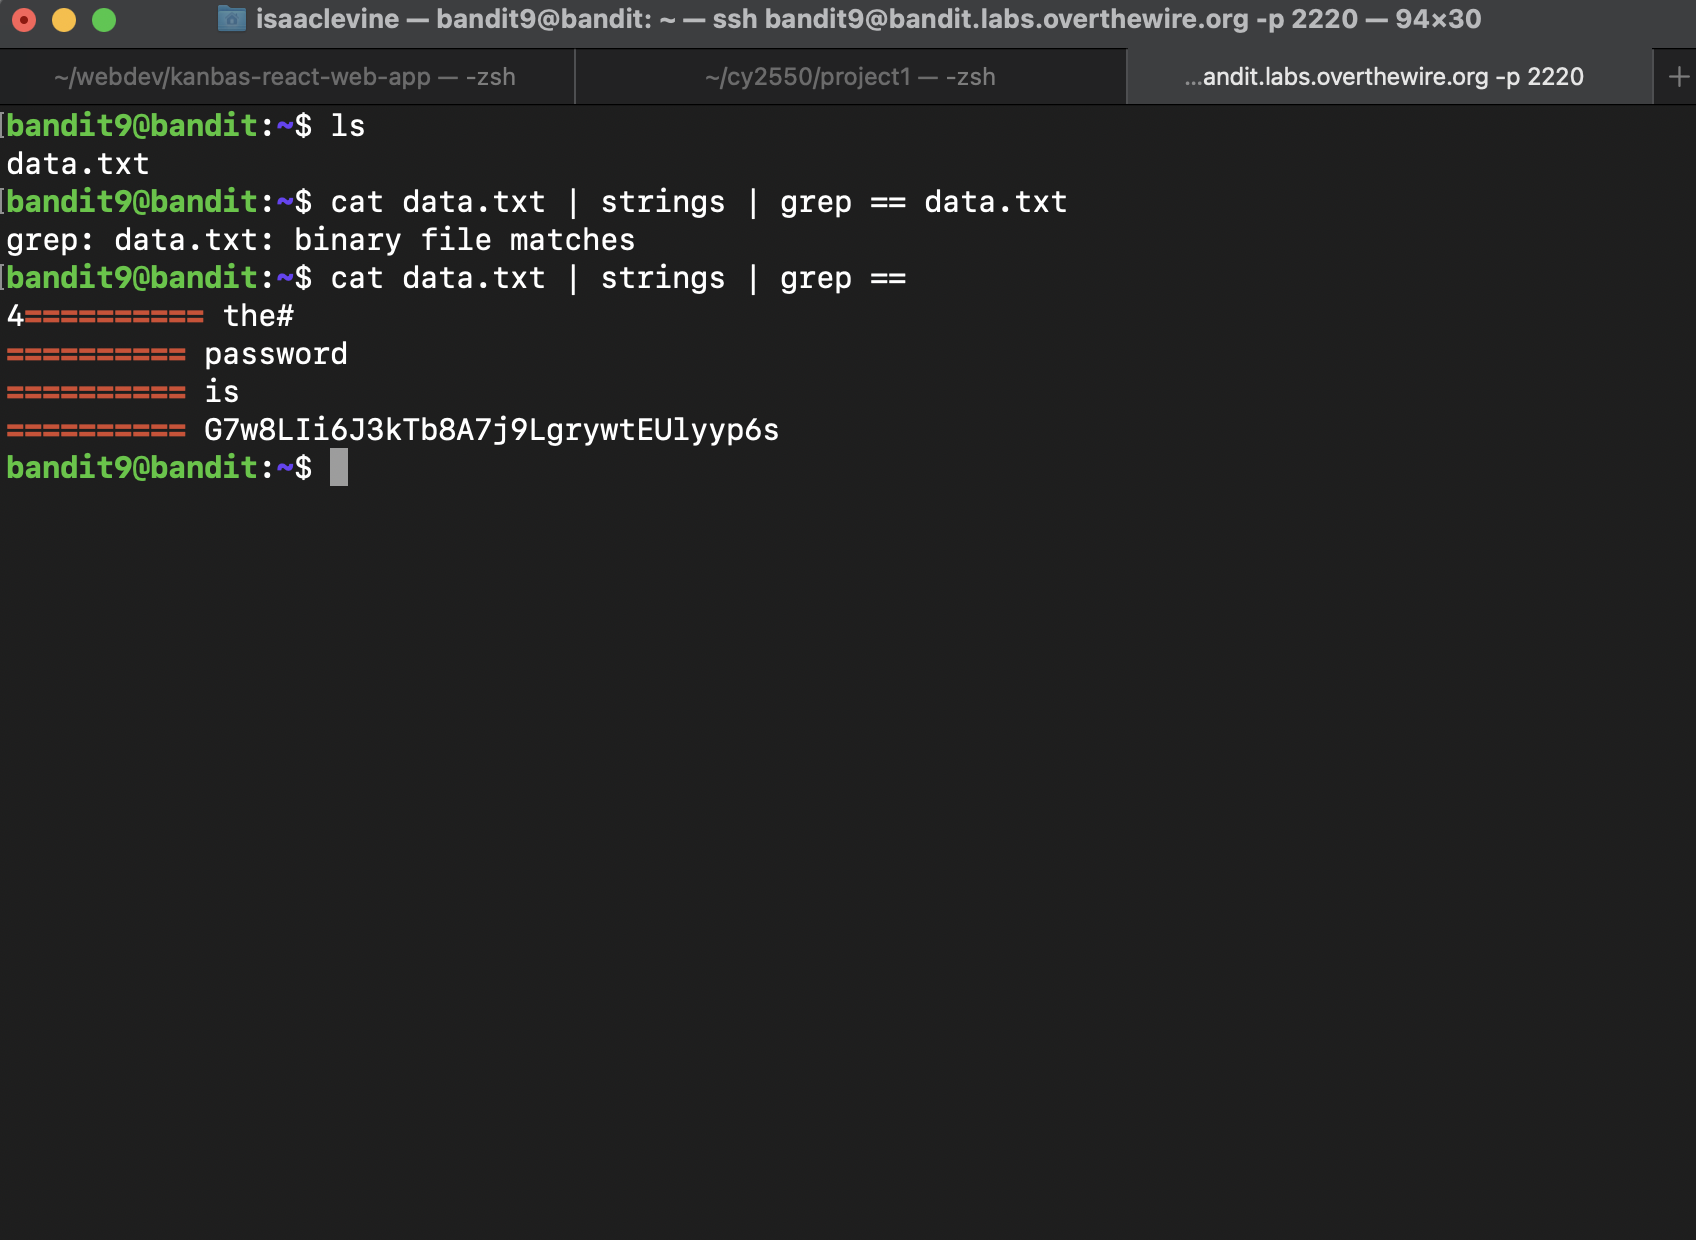 isaaclevine — bandit9@bandit: ~ — ssh bandit9@bandit.labs.overthewire.org -p 2220 — 94×30
~/webdev/kanbas-react-web-app — -zsh
~/cy2550/project1 — -zsh
...andit.labs.overthewire.org -p 2220
+
[bandit9@bandit:~$ ls
data.txt
[bandit9@bandit:~$ cat data.txt | strings | grep == data.txt
grep: data.txt: binary file matches
[bandit9@bandit:~$ cat data.txt | strings | grep ==
4========== the#
========== password
========== is
========== G7w8LIi6J3kTb8A7j9LgrywtEUlyyp6s
bandit9@bandit:~$